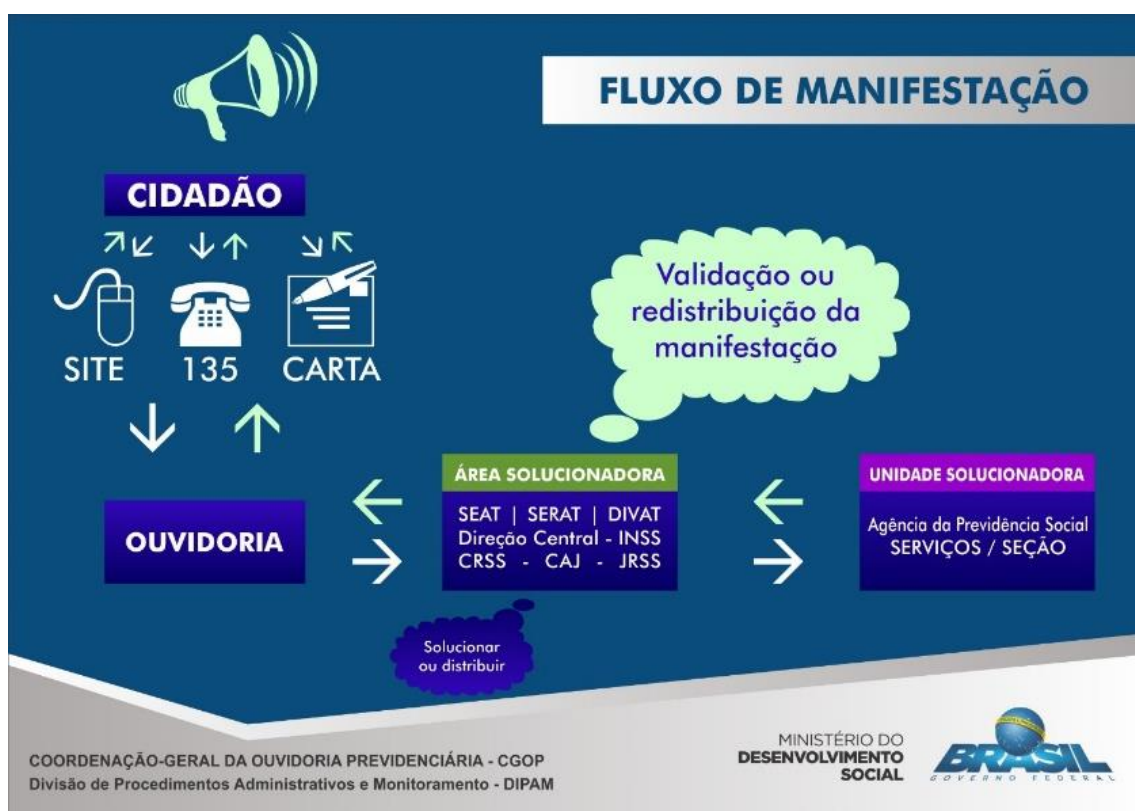 FLUXO DE MANIFESTAÇÃO
CIDADÃO
SITE
135
CARTA
Validação ou
redistribuição da
manifestação
OUVIDORIA
ÁREA SOLUCIONADORA
SEAT | SERAT | DIVAT
Direção Central - INSS
CRSS - CAJ - JRSS
UNIDADE SOLUCIONADORA
Agência da Previdência Social
SERVIÇOS / SEÇÃO
Solucionar
ou distribuir
COORDENAÇÃO-GERAL DA OUVIDORIA PREVIDENCIÁRIA - CGOP
Divisão de Procedimentos Administrativos e Monitoramento - DIPAM
MINISTÉRIO DO
DESENVOLVIMENTO
SOCIAL
BRASIL
GOVERNO FEDERAL